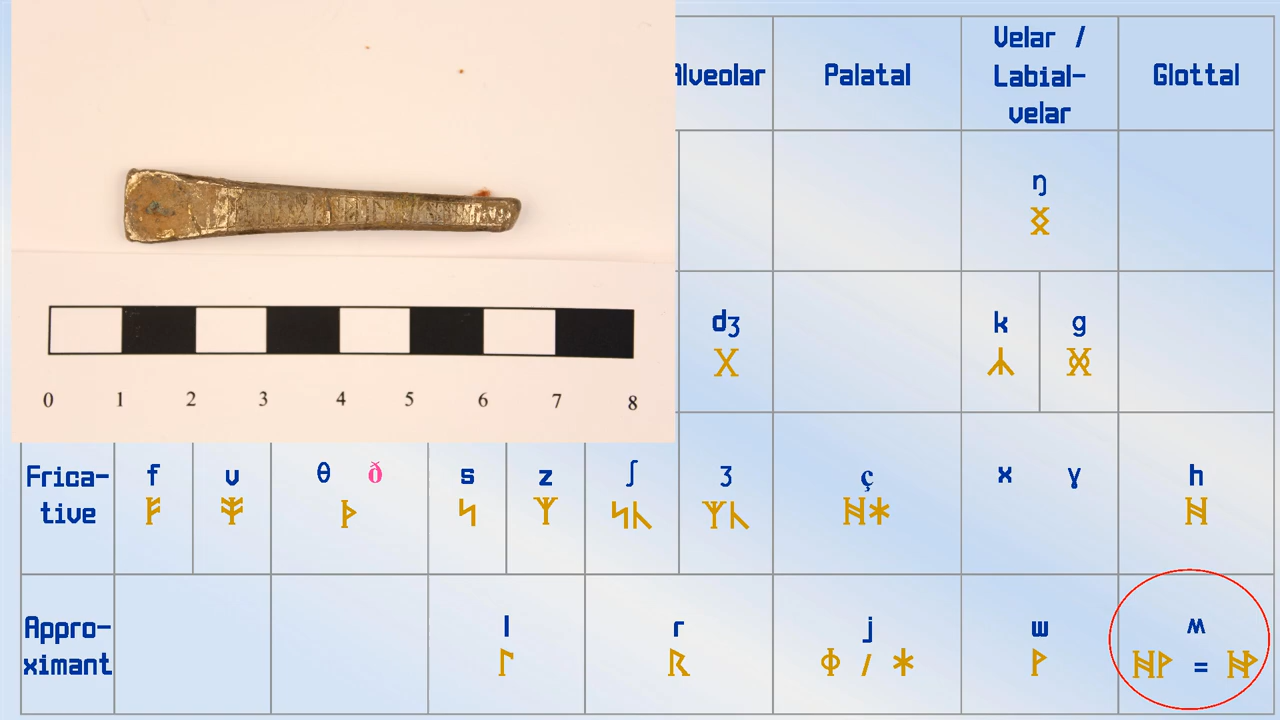 Alveolar Palatal Velar / Glottal
Labial-
velar
ŋ
ᛝ
dʒ k g
ᚷ ᛣ ᚸ
0 1 2 3 4 5 6 7 8
Frica- f v θ ð s z ʃ ʒ ç x ɣ h
tive ᚠ ᚦ ᛋ ᛉ ᛋᚳ ᛉᚳ ᚻᛡ ᚻ
Appro- l r j w ʍ
ximant ᛚ ᚱ ᛄ / ᛡ ᚹ ᚻᚹ =